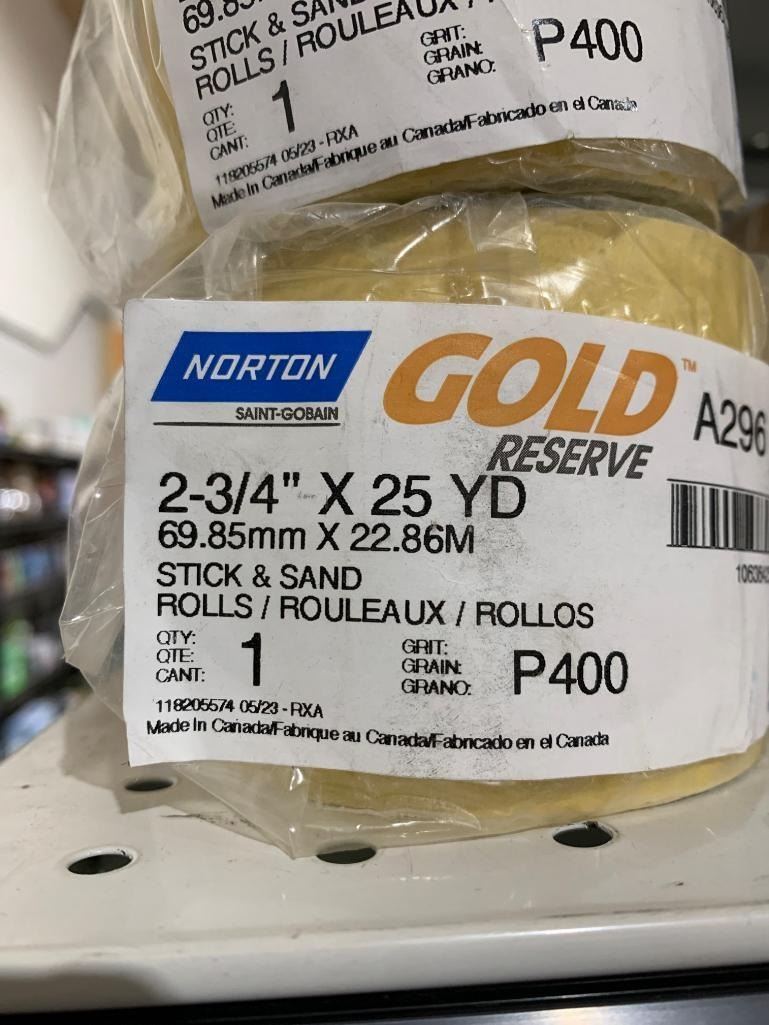 69.85
STICK & SAND
ROLLS / ROULEAUX /
QTY:
QTE:
CANT:
1
GRIT:
GRAIN:
GRANO:
P400
118205574 05/23 - RXA
Made In Canada/Fabrique au Canada/Fabricado en el Canada
NORTON
SAINT-GOBAIN
GOLD™
RESERVE
A296
2-3/4" X 25 YD
69.85mm X 22.86M
STICK & SAND
ROLLS / ROULEAUX / ROLLOS
QTY:
QTE:
CANT:
1
GRIT:
GRAIN:
GRANO:
P400
118205574 05/23 - RXA
Made In Canada/Fabrique au Canada/Fabricado en el Canada